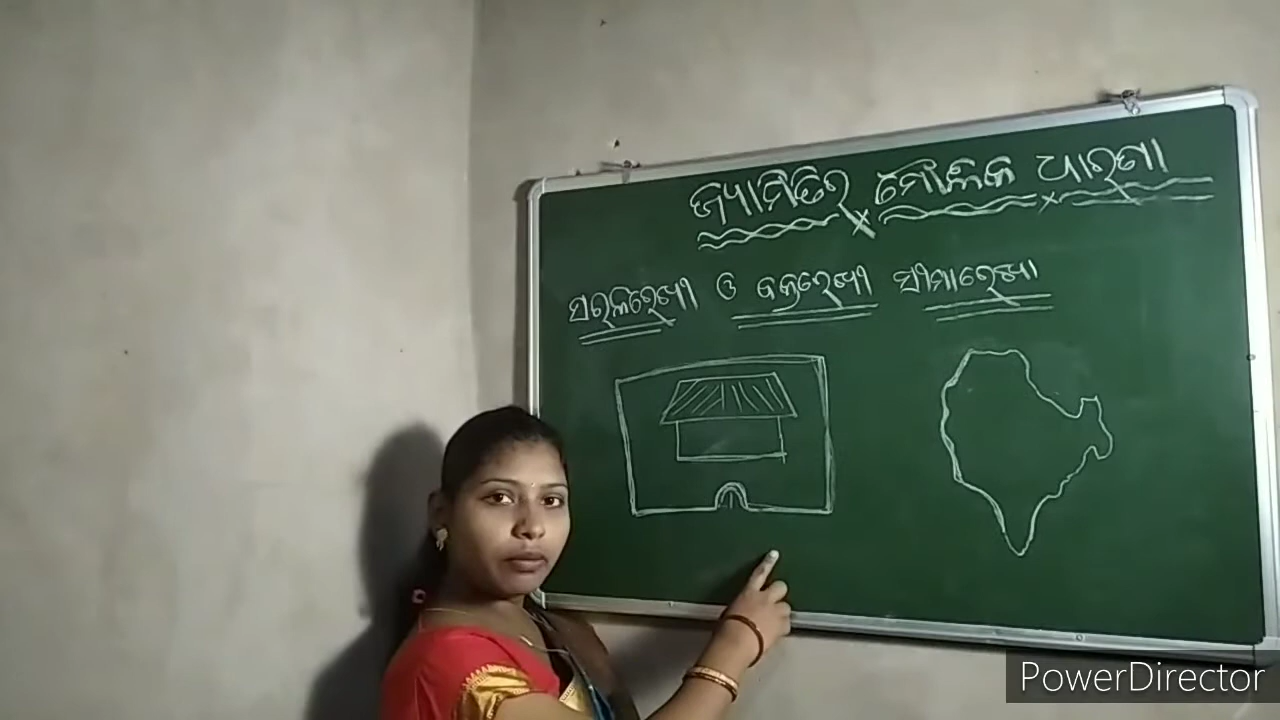 ଜ୍ୟାମିତିର ମୌଳିକ ଧାରଣା
ସରଳରେଖୀ ଓ ବକ୍ରରେଖୀ ସୀମାରେଖା
PowerDirector